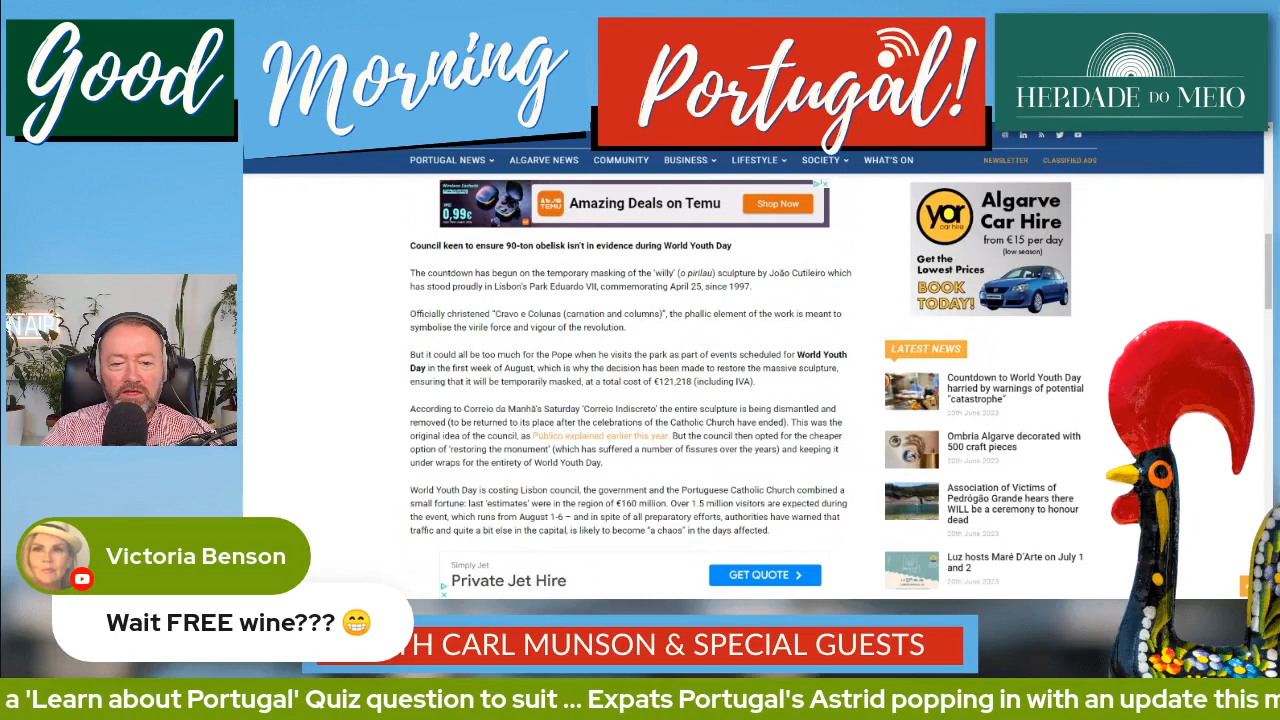 Good
Morning
Portugal!
HERDADE DO MEIO
PORTUGAL NEWS
ALGARVE NEWS
COMMUNITY
BUSINESS
LIFESTYLE
SOCIETY
WHAT'S ON
NEWSLETTER
CLASSIFIED ADS
0,99€
TEMU
Amazing Deals on Temu
Shop Now
Council keen to ensure 90-ton obelisk isn't in evidence during World Youth Day
The countdown has begun on the temporary masking of the 'willy' (o pirilau) sculpture by João Cutileiro which
has stood proudly in Lisbon's Park Eduardo VII, commemorating April 25, since 1997.
Officially christened "Cravo e Colunas (carnation and columns)", the phallic element of the work is meant to
symbolise the virile force and vigour of the revolution.
But it could all be too much for the Pope when he visits the park as part of events scheduled for World Youth
Day in the first week of August, which is why the decision has been made to restore the massive sculpture,
ensuring that it will be temporarily masked, at a total cost of €121,218 (including IVA).
According to Correio da Manhã's Saturday 'Correio Indiscreto' the entire sculpture is being dismantled and
removed (to be returned to its place after the celebrations of the Catholic Church have ended). This was the
original idea of the council, as Público explained earlier this year. But the council then opted for the cheaper
option of 'restoring the monument' (which has suffered a number of fissures over the years) and keeping it
under wraps for the entirety of World Youth Day.
World Youth Day is costing Lisbon council, the government and the Portuguese Catholic Church combined a
small fortune: last 'estimates' were in the region of €160 million. Over 1.5 million visitors are expected during
the event, which runs from August 1-6 – and in spite of all preparatory efforts, authorities have warned that
traffic and quite a bit else in the capital, is likely to become "a chaos" in the days affected.
Simply Jet
Private Jet Hire
GET QUOTE
yor
car hire
Algarve
Car Hire
from €15 per day
(low season)
Get the
Lowest Prices
BOOK
TODAY!
LATEST NEWS
Countdown to World Youth Day
harried by warnings of potential
"catastrophe"
20th June 2023
Ombria Algarve decorated with
500 craft pieces
20th June 2023
Association of Victims of
Pedrógão Grande hears there
WILL be a ceremony to honour
dead
20th June 2023
Luz hosts Maré D'Arte on July 1
and 2
20th June 2023
N AIR
Victoria Benson
Wait FREE wine??? 😁
TH CARL MUNSON & SPECIAL GUESTS
a 'Learn about Portugal' Quiz question to suit ... Expats Portugal's Astrid popping in with an update this m